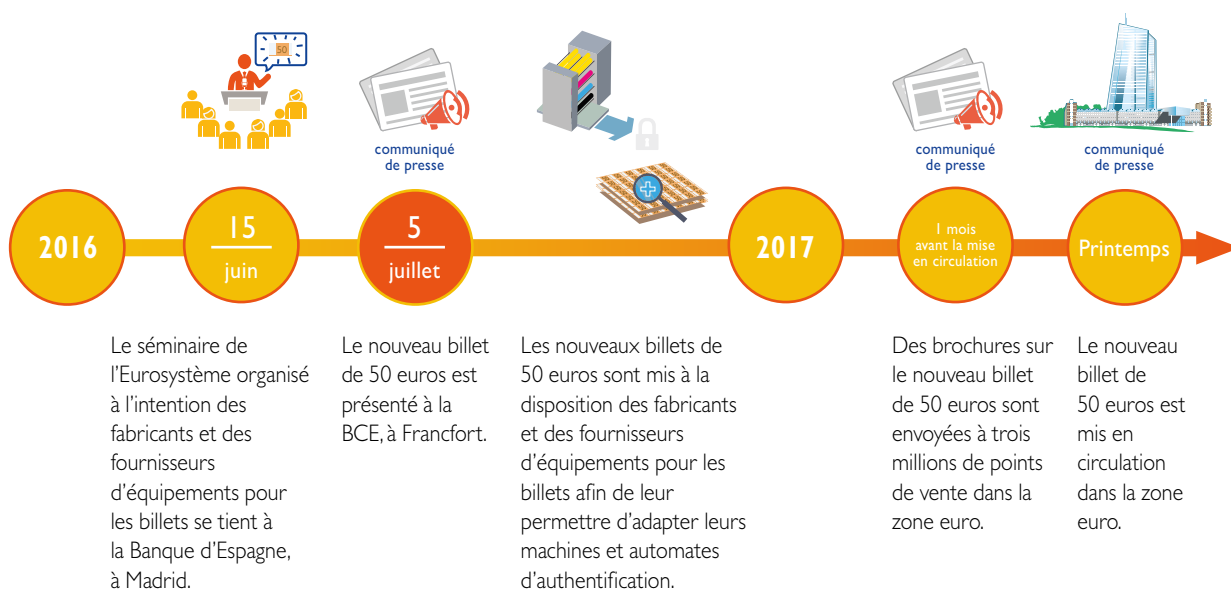 50
communiqué
de presse
communiqué
de presse
communiqué
de presse
2016
15
juin
5
juillet
2017
1 mois
avant la mise
en circulation
Printemps
Le séminaire de
l'Eurosystème organisé
à l'intention des
fabricants et des
fournisseurs
d'équipements pour
les billets se tient à
la Banque d'Espagne,
à Madrid.
Le nouveau billet
de 50 euros est
présenté à la
BCE, à Francfort.
Les nouveaux billets de
50 euros sont mis à la
disposition des fabricants
et des fournisseurs
d'équipements pour les
billets afin de leur
permettre d'adapter leurs
machines et automates
d'authentification.
Des brochures sur
le nouveau billet
de 50 euros sont
envoyées à trois
millions de points
de vente dans la
zone euro.
Le nouveau
billet de
50 euros est
mis en
circulation
dans la zone
euro.